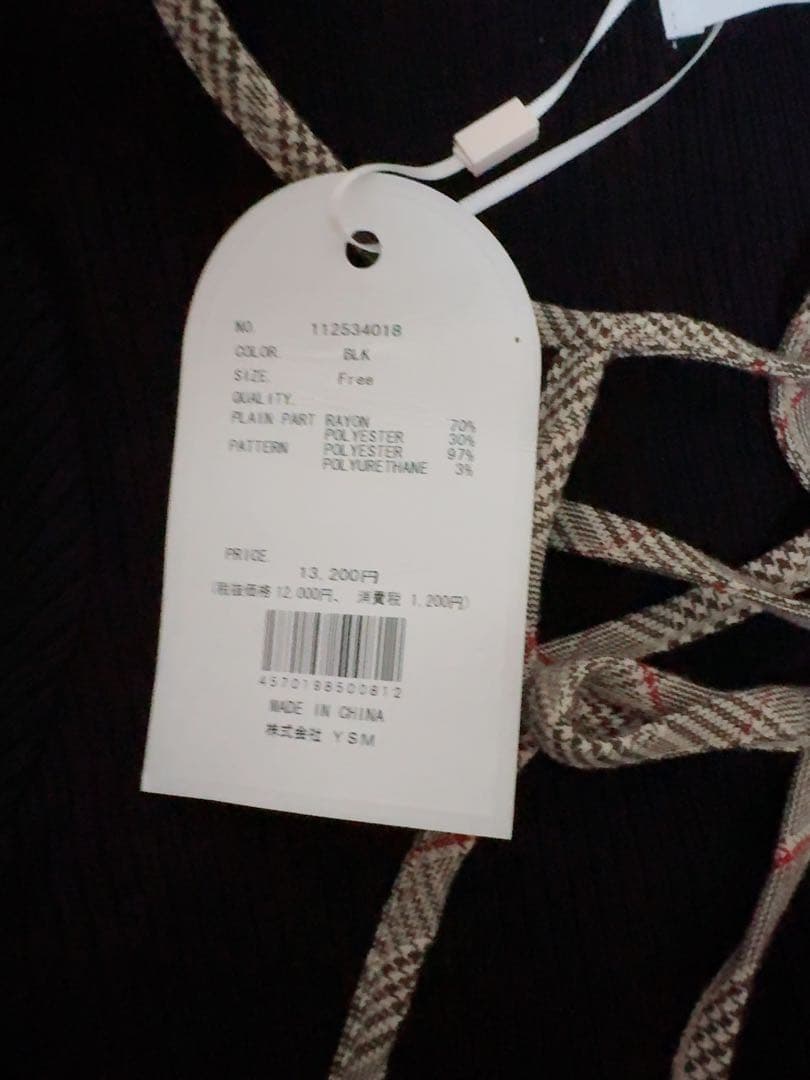 NO. 112534018
COLOR. BLK
SIZE. Free
QUALITY.
PLAIN PART RAYON 70%
POLYESTER 30%
PATTERN POLYESTER 97%
POLYURETHANE 3%
PRICE.
13,200円
(税抜価格 12,000円、 消費税 1,200円)
4570198500812
MADE IN CHINA
株式会社 YSM